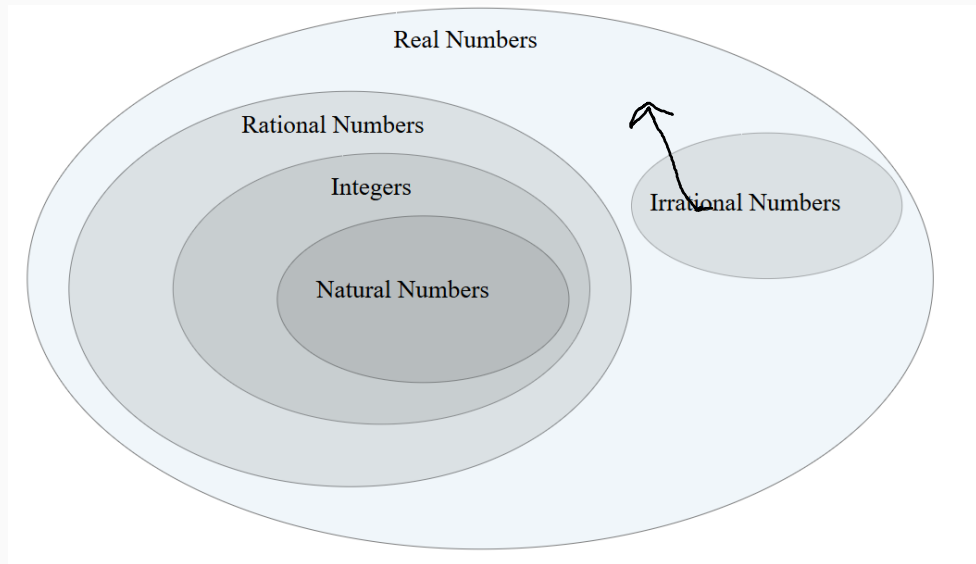 Real Numbers
Rational Numbers
Integers
Irrational Numbers
Natural Numbers